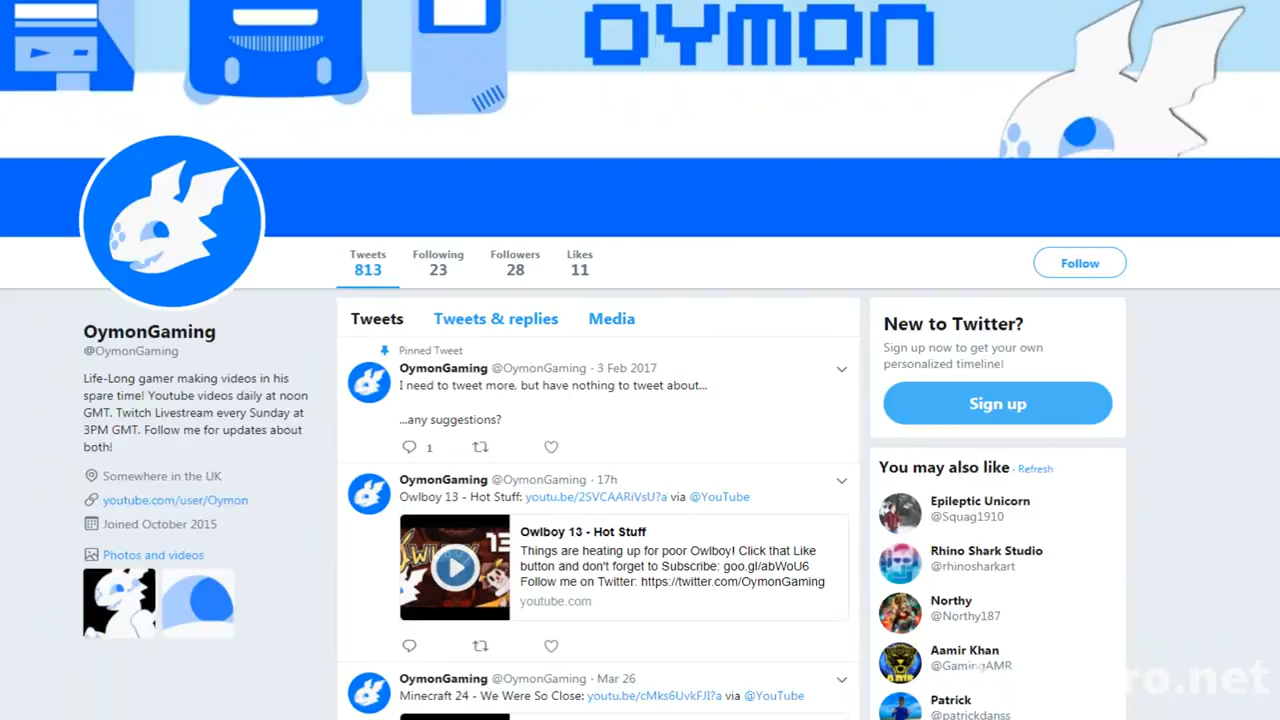 OYMON
Tweets
813
Following
23
Followers
28
Likes
11
Follow
OymonGaming
@OymonGaming
Life-Long gamer making videos in his
spare time! Youtube videos daily at noon
GMT. Twitch Livestream every Sunday at
3PM GMT. Follow me for updates about
both!
Somewhere in the UK
youtube.com/user/Oymon
Joined October 2015
Photos and videos
Tweets Tweets & replies Media
Pinned Tweet
OymonGaming @OymonGaming · 3 Feb 2017
I need to tweet more, but have nothing to tweet about...
...any suggestions?
1
OymonGaming @OymonGaming · 17h
Owlboy 13 - Hot Stuff: youtu.be/2SVCAARiVsU?a via @YouTube
13
Owlboy 13 - Hot Stuff
Things are heating up for poor Owlboy! Click that Like
button and don't forget to Subscribe: goo.gl/abWoU6
Follow me on Twitter: https://twitter.com/OymonGaming
youtube.com
OymonGaming @OymonGaming · Mar 26
Minecraft 24 - We Were So Close: youtu.be/cMks6UvkFJI?a via @YouTube
New to Twitter?
Sign up now to get your own
personalized timeline!
Sign up
You may also like · Refresh
Epileptic Unicorn
@Squag1910
Rhino Shark Studio
@rhinosharkart
Northy
@Northy187
Aamir Khan
@GamingAMR
Patrick
@patrickdanss
ro.net